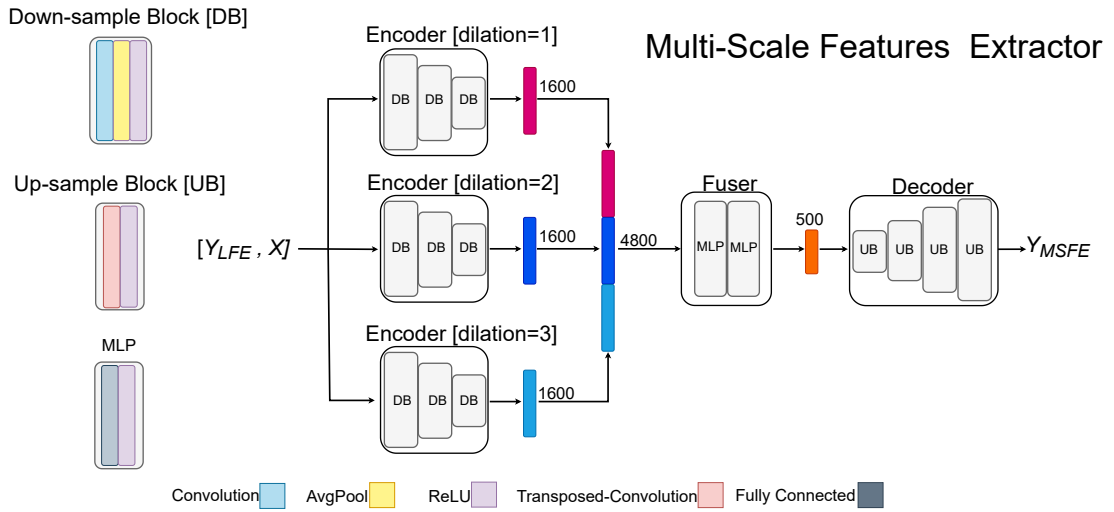 Multi-Scale Features Extractor
Down-sample Block [DB]
Up-sample Block [UB]
MLP
[Y_LFE , X]
Encoder [dilation=1]
DB DB DB
1600
Encoder [dilation=2]
DB DB DB
1600
Encoder [dilation=3]
DB DB DB
1600
4800
Fuser
MLP MLP
500
Decoder
UB UB UB UB
Y_MSFE
Convolution AvgPool ReLU Transposed-Convolution Fully Connected